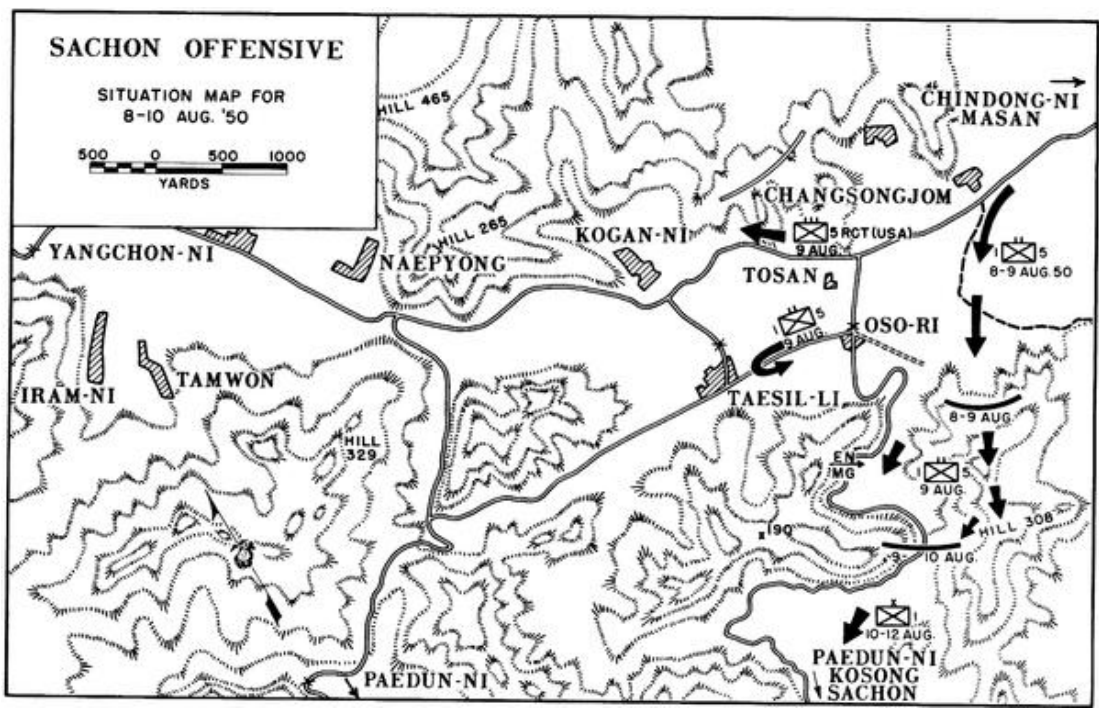 SACHON OFFENSIVE
SITUATION MAP FOR
8-10 AUG. '50
500 0 500 1000
YARDS
HILL 465
CHINDONG-NI
MASAN
CHANGSONGJOM
5 RCT (USA)
9 AUG.
HILL 265
KOGAN-NI
YANGCHON-NI
NAEPYONG
TOSAN
5
8-9 AUG. 50
1 5
9 AUG.
OSO-RI
IRAM-NI
TAMWON
TAESIL-LI
8-9 AUG.
HILL
329
EN
MG
1 5
9 AUG.
190
HILL 308
9-10 AUG.
1
10-12 AUG.
PAEDUN-NI
PAEDUN-NI
KOSONG
SACHON